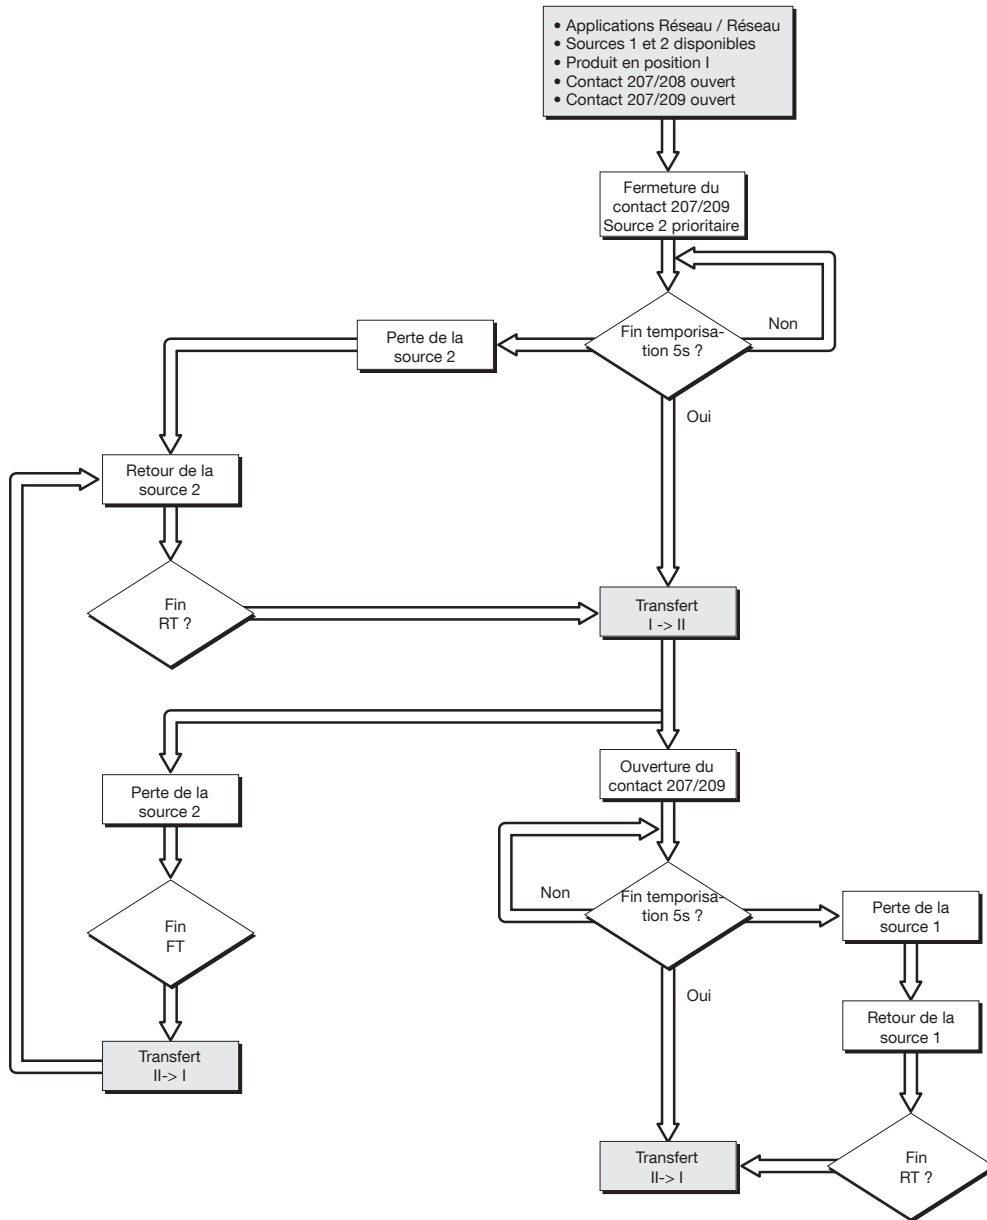 • Applications Réseau / Réseau
• Sources 1 et 2 disponibles
• Produit en position I
• Contact 207/208 ouvert
• Contact 207/209 ouvert
Fermeture du
contact 207/209
Source 2 prioritaire
Fin temporisa-
tion 5s ?
Non
Perte de la
source 2
Oui
Retour de la
source 2
Fin
RT ?
Transfert
I -> II
Ouverture du
contact 207/209
Perte de la
source 2
Fin temporisa-
tion 5s ?
Non
Perte de la
source 1
Fin
FT
Oui
Retour de la
source 1
Transfert
II-> I
Transfert
II-> I
Fin
RT ?